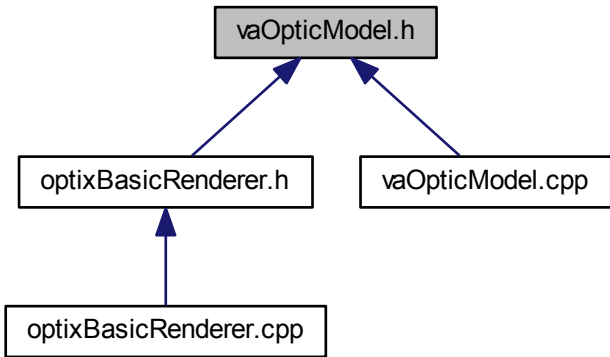 vaOpticModel.h
optixBasicRenderer.h
vaOpticModel.cpp
optixBasicRenderer.cpp